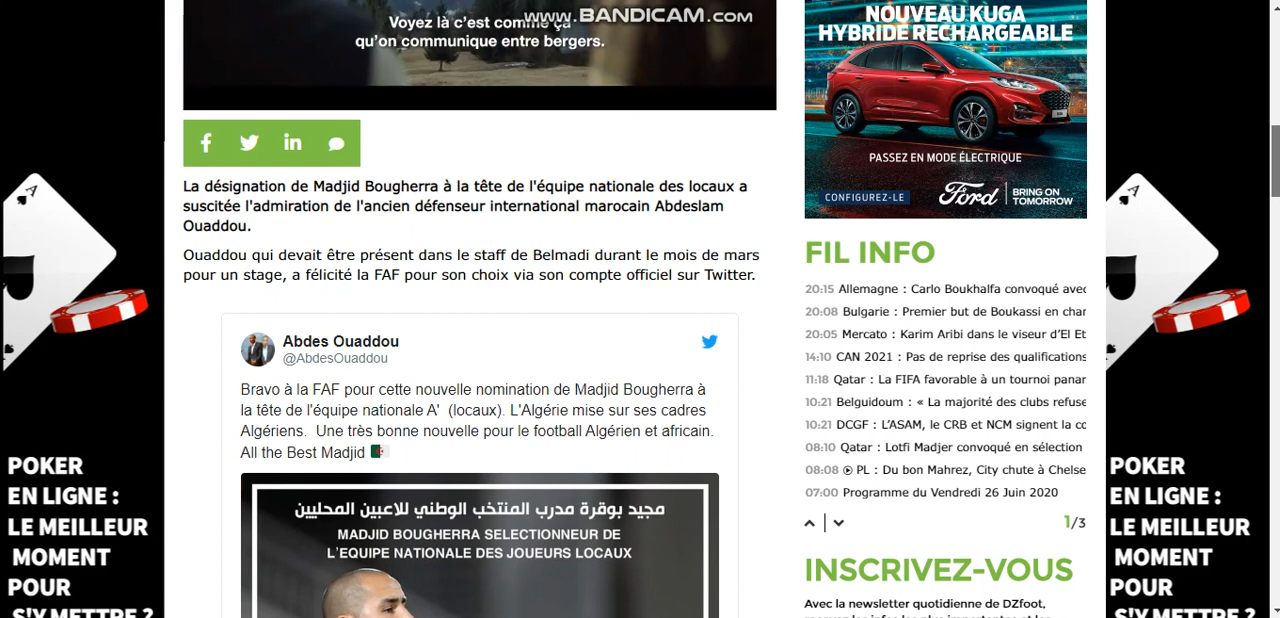 www.BANDICAM.com
Voyez là c'est comme ça
qu'on communique entre bergers.
La désignation de Madjid Bougherra à la tête de l'équipe nationale des locaux a
suscitée l'admiration de l'ancien défenseur international marocain Abdeslam
Ouaddou.
Ouaddou qui devait être présent dans le staff de Belmadi durant le mois de mars
pour un stage, a félicité la FAF pour son choix via son compte officiel sur Twitter.
Abdes Ouaddou
@AbdesOuaddou
Bravo à la FAF pour cette nouvelle nomination de Madjid Bougherra à
la tête de l'équipe nationale A'  (locaux). L'Algérie mise sur ses cadres
Algériens.  Une très bonne nouvelle pour le football Algérien et africain.
All the Best Madjid
مجيد بوقرة مدرب المنتخب الوطني للاعبين المحليين
MADJID BOUGHERRA SELECTIONNEUR DE
L'EQUIPE NATIONALE DES JOUEURS LOCAUX
NOUVEAU KUGA
HYBRIDE RECHARGEABLE
PASSEZ EN MODE ÉLECTRIQUE
CONFIGUREZ-LE
Ford
BRING ON
TOMORROW
FIL INFO
20:15 Allemagne : Carlo Boukhalfa convoqué avec
20:08 Bulgarie : Premier but de Boukassi en
20:05 Mercato : Karim Aribi dans le viseur d'El
14:10 CAN 2021 : Pas de reprise des qualifications
11:18 Qatar : La FIFA favorable à un tournoi
10:21 Belguidoum : « La majorité des clubs
10:21 DCGF : L'ASAM, le CRB et NCM signent la
08:10 Qatar : Lotfi Madjer convoqué en sélection
08:08 PL : Du bon Mahrez, City chute à
07:00 Programme du Vendredi 26 Juin 2020
1/3
INSCRIVEZ-VOUS
Avec la newsletter quotidienne de DZfoot,
A
POKER
EN LIGNE :
LE MEILLEUR
MOMENT
POUR
S'Y METTRE ?
A
POKER
EN LIGNE :
LE MEILLEUR
MOMENT
POUR
S'Y METTRE ?